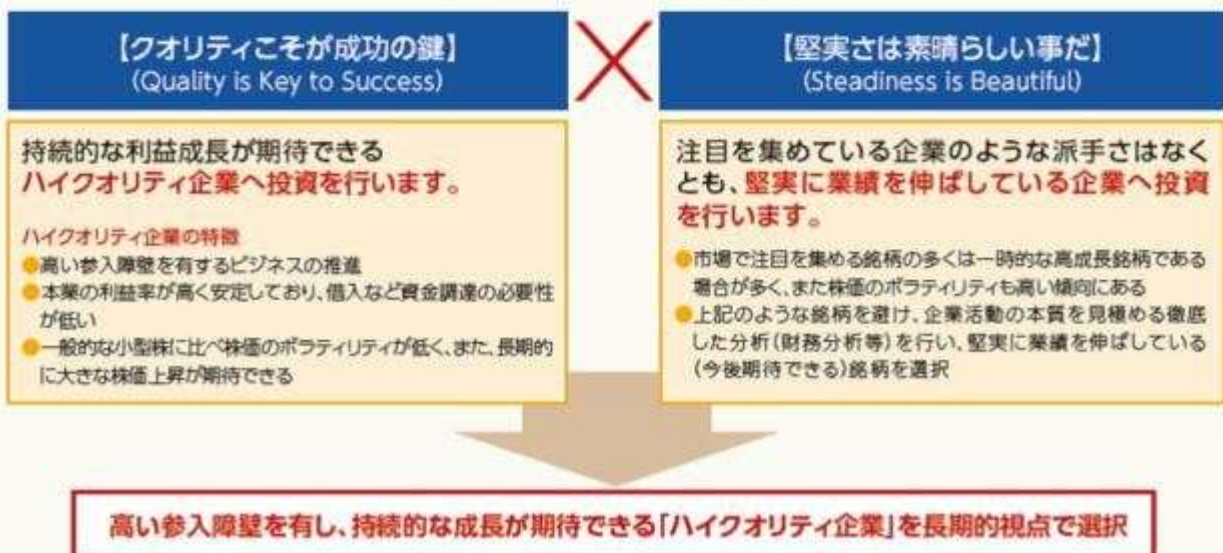 【クオリティこそが成功の鍵】
(Quality is Key to Success)
【堅実さは素晴らしい事だ】
(Steadiness is Beautiful)
持続的な利益成長が期待できる
ハイクオリティ企業へ投資を行います。
ハイクオリティ企業の特徴
●高い参入障壁を有するビジネスの推進
●本業の利益率が高く安定しており、借入など資金調達の必要性
が低い
●一般的な小型株に比べ株価のボラティリティが低く、また、長期的
に大きな株価上昇が期待できる
注目を集めている企業のような派手さはなく
とも、堅実に業績を伸ばしている企業へ投資
を行います。
●市場で注目を集める銘柄の多くは一時的な高成長銘柄である
場合が多く、また株価のボラティリティも高い傾向にある
●上記のような銘柄を避け、企業活動の本質を見極める徹底
した分析(財務分析等)を行い、堅実に業績を伸ばしている
(今後期待できる)銘柄を選択
高い参入障壁を有し、持続的な成長が期待できる「ハイクオリティ企業」を長期的視点で選択